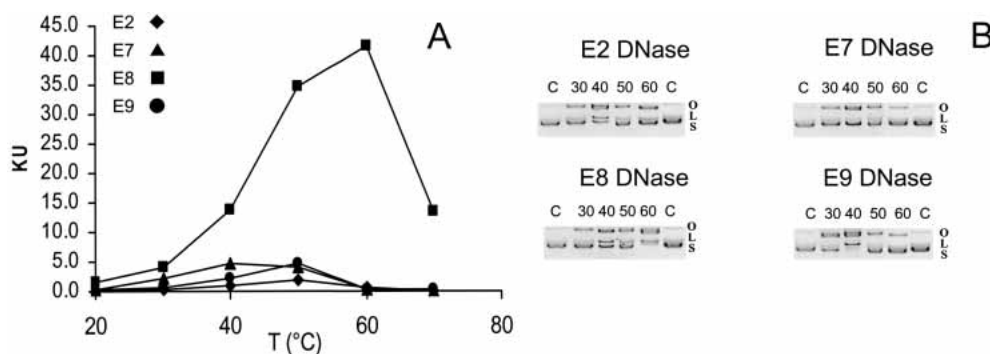 A
E2
E7
E8
E9
45.0
40.0
35.0
30.0
25.0
20.0
15.0
10.0
5.0
0.0
KU
20 40 60 80
T (°C)
B
E2 DNase
C 30 40 50 60 C
O
L
S
E7 DNase
C 30 40 50 60 C
O
L
S
E8 DNase
C 30 40 50 60 C
O
L
S
E9 DNase
C 30 40 50 60 C
O
L
S